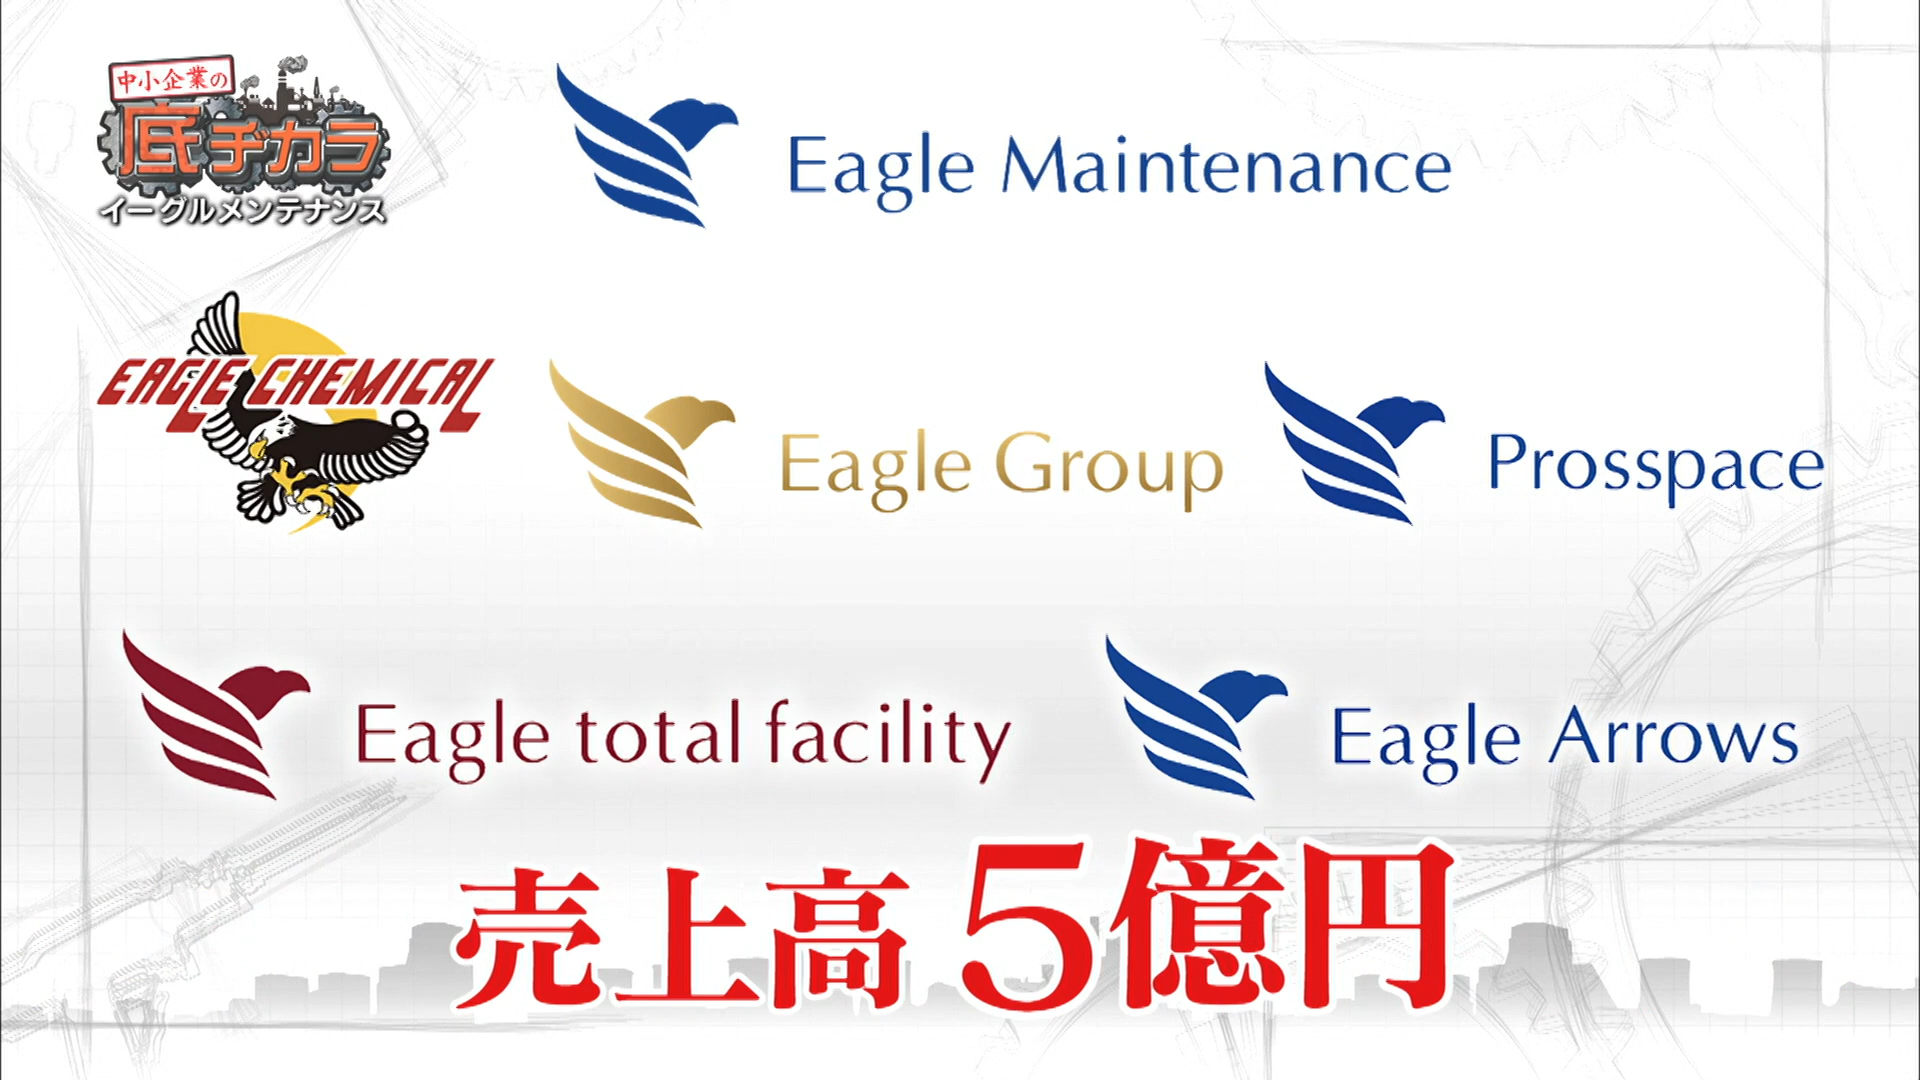 中小企業の
底ヂカラ
イーグルメンテナンス
Eagle Maintenance
EAGLE CHEMICAL
Eagle Group
Prosspace
Eagle total facility
Eagle Arrows
売上高5億円